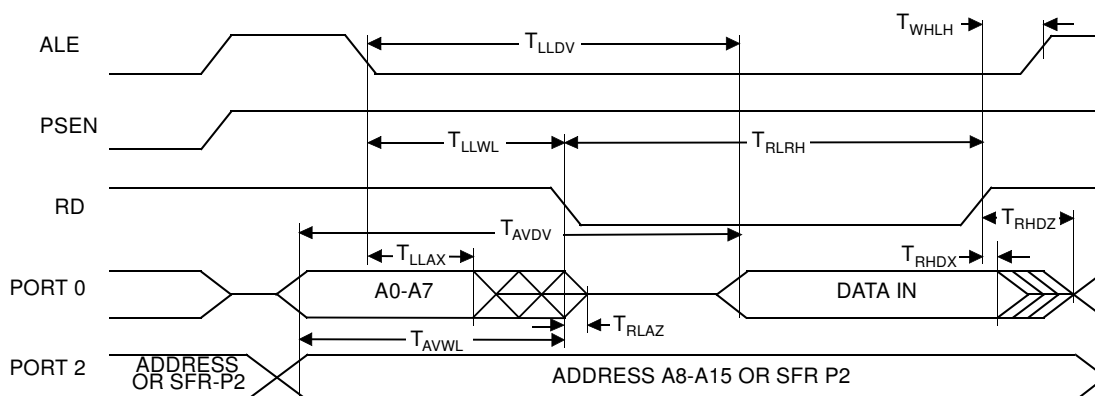 ALE
T_LLDV
T_WHLH
PSEN
T_LLWL
T_RLRH
RD
T_AVDV
T_RHDZ
T_LLAX
T_RHDX
PORT 0
A0-A7
DATA IN
T_RLAZ
T_AVWL
PORT 2
ADDRESS
OR SFR-P2
ADDRESS A8-A15 OR SFR P2